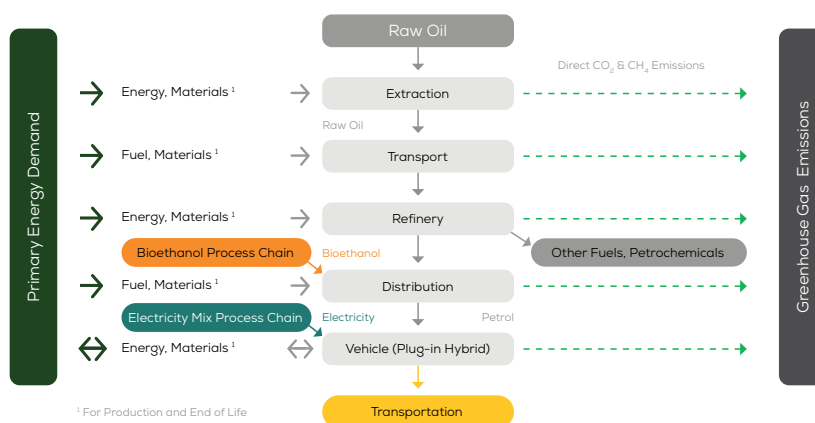 Raw Oil
Primary Energy Demand
Greenhouse Gas Emissions
Direct CO₂ & CH₄ Emissions
Energy, Materials ¹
Extraction
Raw Oil
Fuel, Materials ¹
Transport
Energy, Materials ¹
Refinery
Bioethanol Process Chain
Bioethanol
Other Fuels, Petrochemicals
Fuel, Materials ¹
Distribution
Electricity Mix Process Chain
Electricity
Petrol
Energy, Materials ¹
Vehicle (Plug-in Hybrid)
¹ For Production and End of Life
Transportation